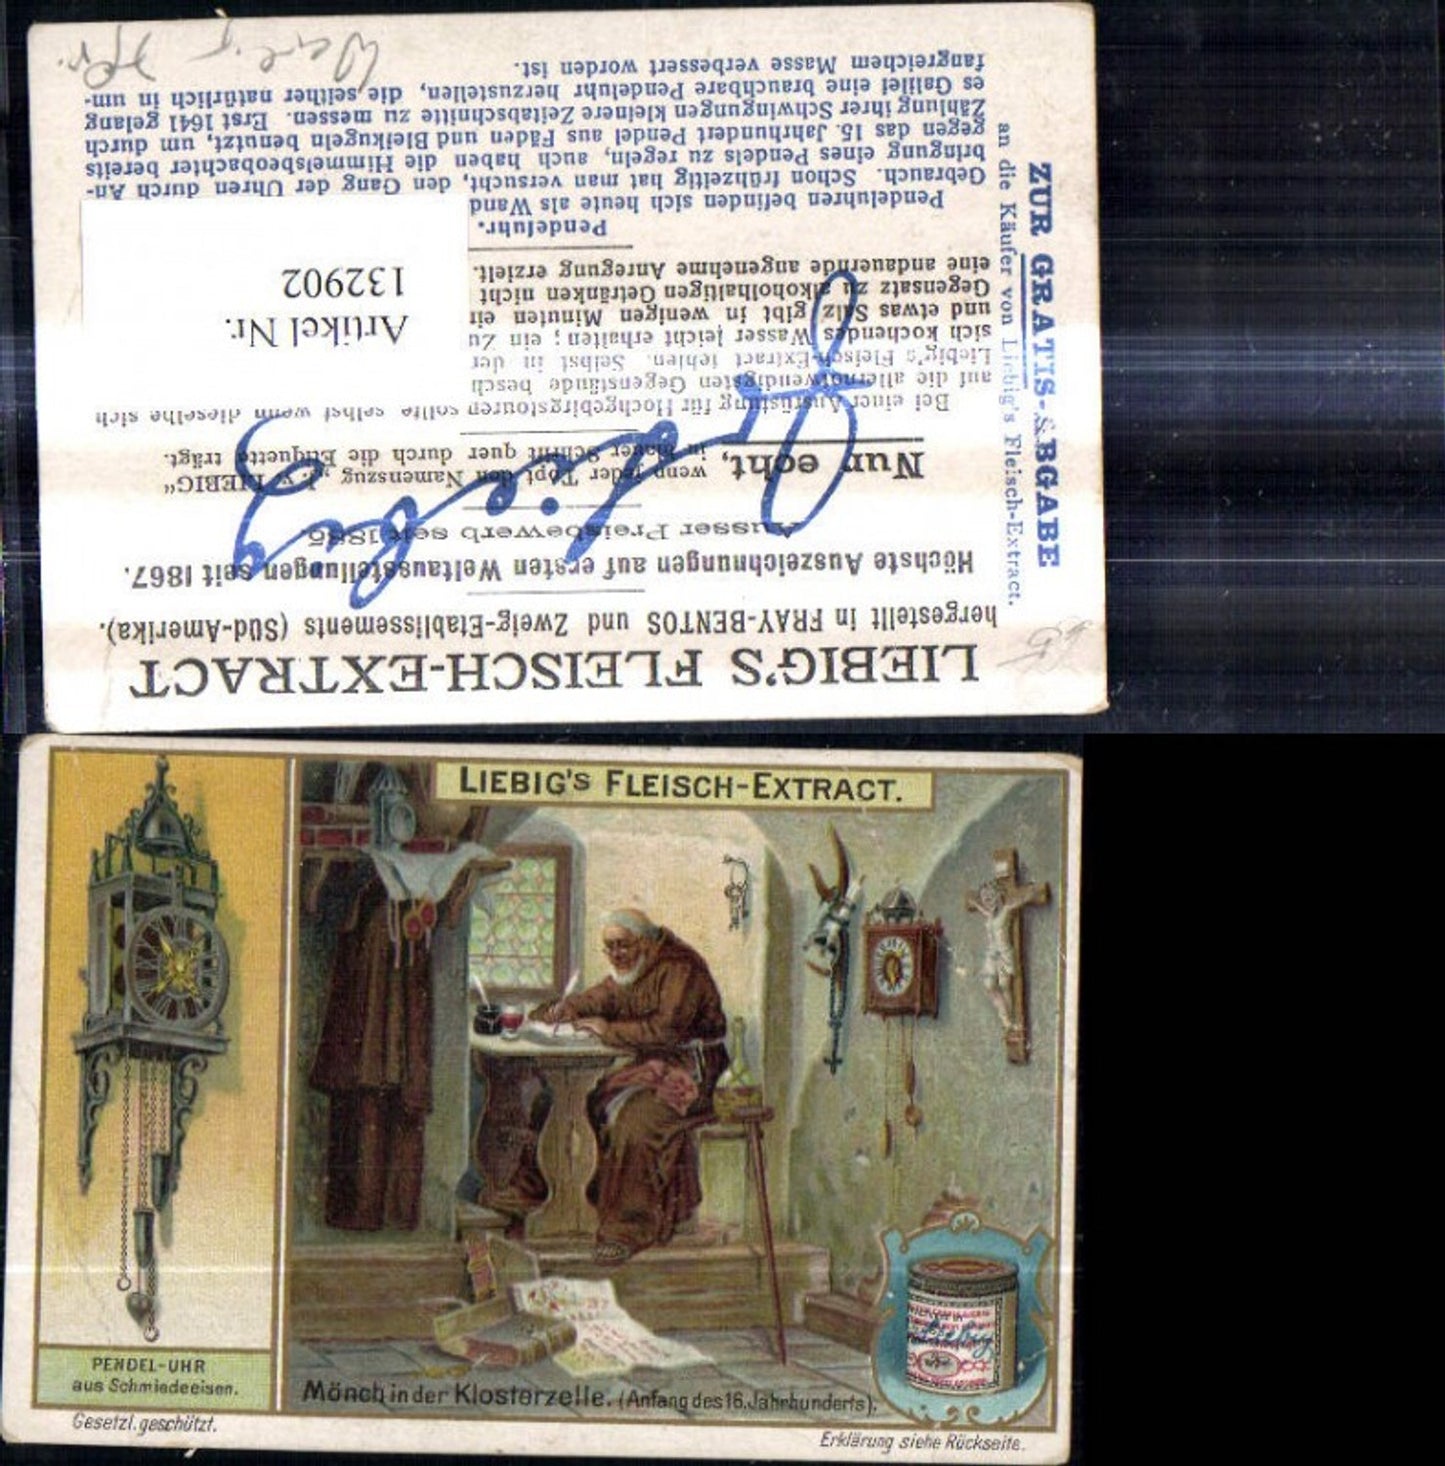 LIEBIG'S FLEISCH-EXTRACT
hergestellt in FRAY-BENTOS und Zweig-Etablissements (Süd-Amerika).
Höchste Auszeichnungen auf ersten Weltausstellungen seit 1867.
Ausser Preisbewerb seit 1885.
Nur echt,
wenn jeder Topf den Namenszug „J. v. LIEBIG“
in blauer Schrift quer durch die Etiquette trägt.
Bei einer Ausrüstung für Hochgebirgstouren sollte selbst wenn dieselbe sich
auf die allernotwendigsten Gegenstände besch
Liebig's Fleisch-Extract fehlen. Selbst in der
sich kochendes Wasser leicht erhalten; ein Zu
und etwas Salz gibt in wenigen Minuten ein
Gegensatz zu alkoholhaltigen Getränken nicht
eine andauernde angenehme Anregung erzielt.
Artikel Nr.
132902
Pendeluhr.
Pendeluhren befinden sich heute als Wand
Gebrauch. Schon frühzeitig hat man versucht, den Gang der Uhren durch An-
bringung eines Pendels zu regeln, auch haben die Himmelsbeobachter bereits
gegen das 15. Jahrhundert Pendel aus Fäden und Bleikugeln benutzt, um durch
Zählung ihrer Schwingungen kleinere Zeitabschnitte zu messen. Erst 1641 gelang
es Galilei eine brauchbare Pendeluhr herzustellen, die seither natürlich in um-
fangreichem Masse verbessert worden ist.
ZUR GRATIS-ABGABE
an die Käufer von Liebig's Fleisch-Extract.
LIEBIG'S FLEISCH-EXTRACT.
PENDEL-UHR
aus Schmiedeeisen.
Mönch in der Klosterzelle. (Anfang des 16. Jahrhunderts).
Gesetzl. geschützt.
Erklärung siehe Rückseite.